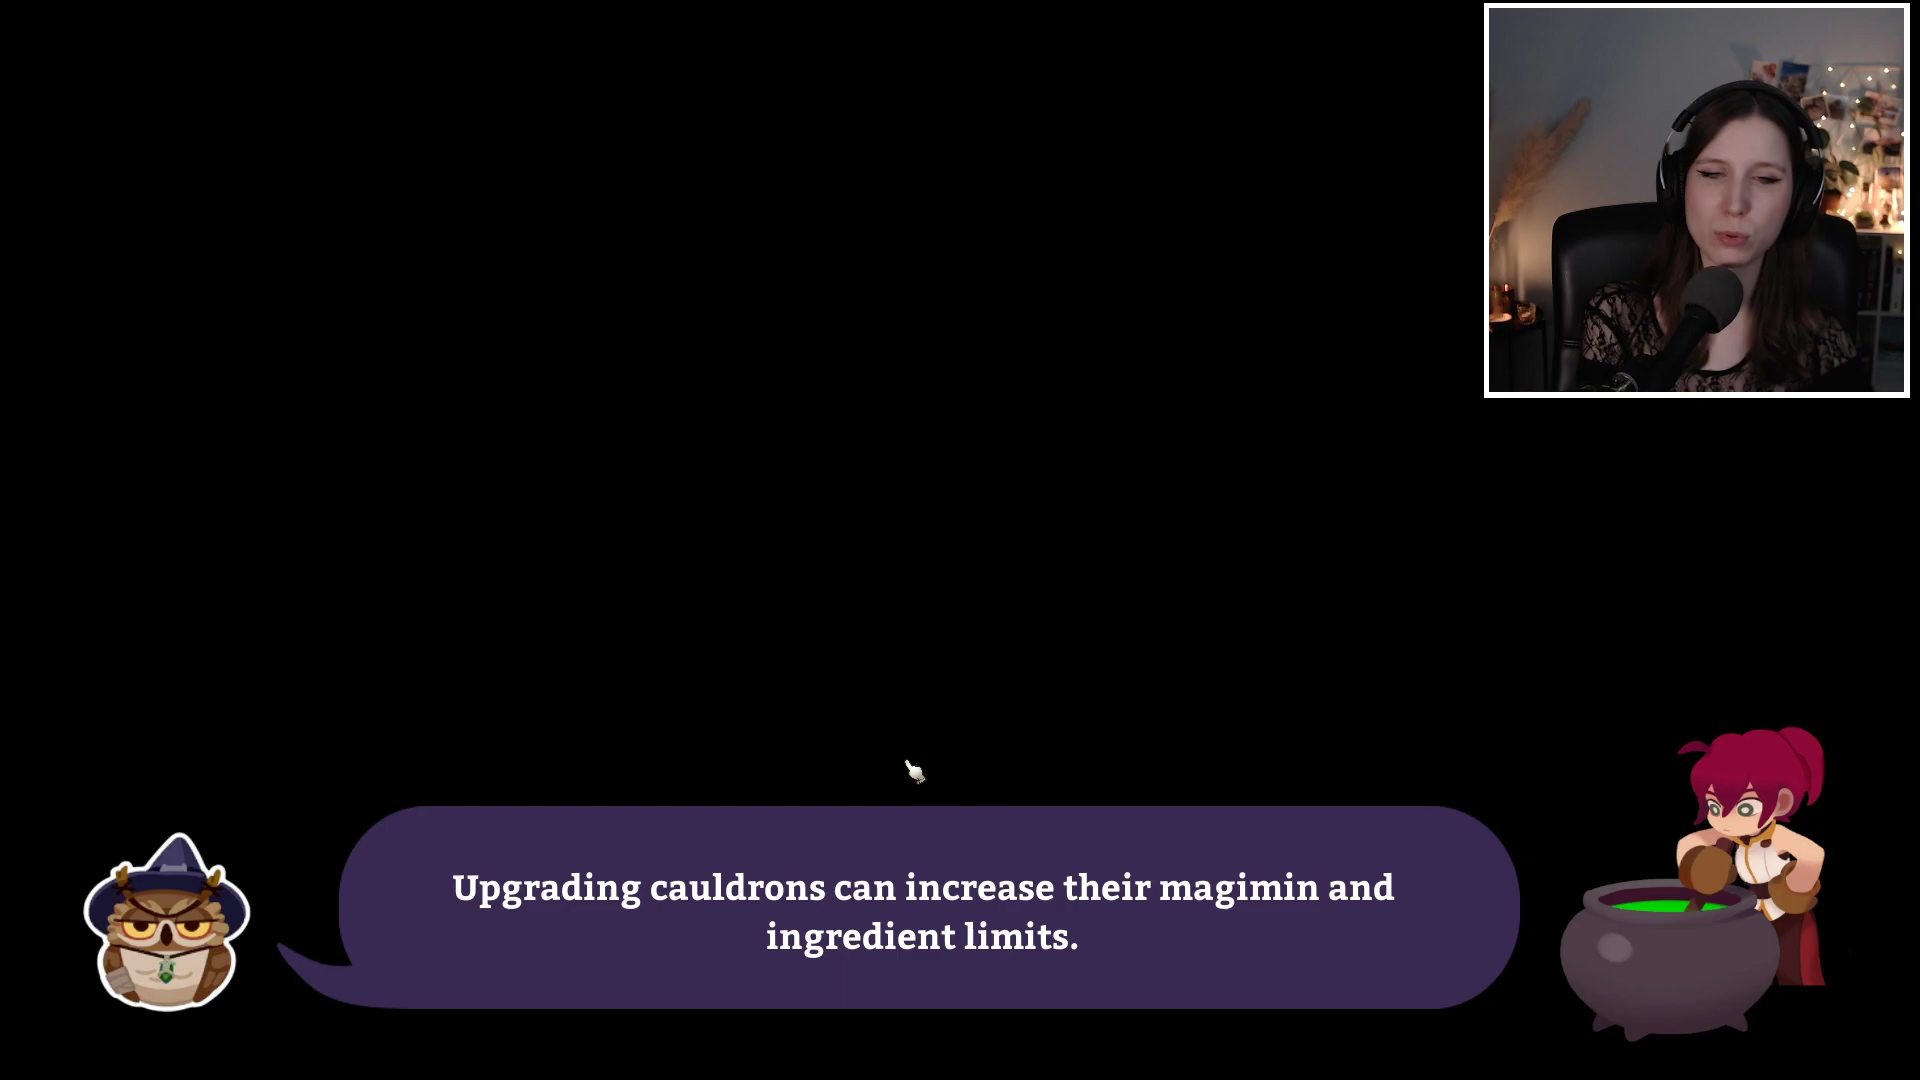 Upgrading cauldrons can increase their magimin and
ingredient limits.